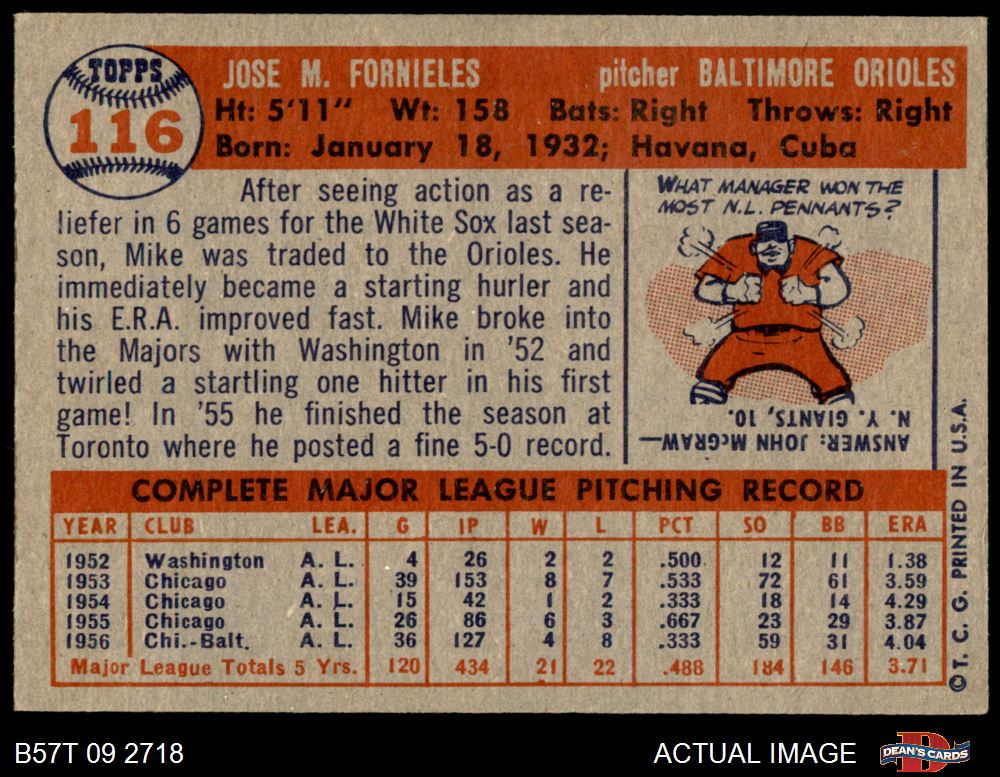 TOPPS
116
JOSE M. FORNIELES pitcher BALTIMORE ORIOLES
Ht: 5'11" Wt: 158 Bats: Right Throws: Right
Born: January 18, 1932; Havana, Cuba
After seeing action as a re-
liefer in 6 games for the White Sox last sea-
son, Mike was traded to the Orioles. He
immediately became a starting hurler and
his E.R.A. improved fast. Mike broke into
the Majors with Washington in '52 and
twirled a startling one hitter in his first
game! In '55 he finished the season at
Toronto where he posted a fine 5-0 record.
WHAT MANAGER WON THE
MOST N.L. PENNANTS?
ANSWER: JOHN McGRAW—
N. Y. GIANTS, 10.
COMPLETE MAJOR LEAGUE PITCHING RECORD
YEAR CLUB LEA. G IP W L PCT SO BB ERA
1952 Washington A. L. 4 26 2 2 .500 12 11 1.38
1953 Chicago A. L. 39 153 8 7 .533 72 61 3.59
1954 Chicago A. L. 15 42 1 2 .333 18 14 4.29
1955 Chicago A. L. 26 86 6 3 .667 23 29 3.87
1956 Chi.-Balt. A. L. 36 127 4 8 .333 59 31 4.04
Major League Totals 5 Yrs. 120 434 21 22 .488 184 146 3.71
© T. C. G. PRINTED IN U.S.A.
B57T 09 2718
ACTUAL IMAGE
DEAN'S CARDS